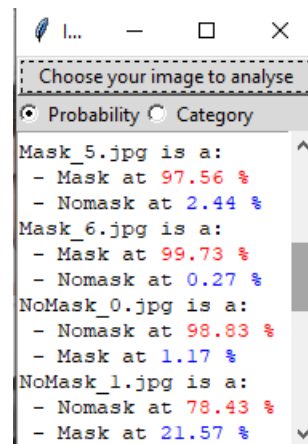 I...
Choose your image to analyse
Probability Category
Mask_5.jpg is a:
- Mask at 97.56 %
- Nomask at 2.44 %
Mask_6.jpg is a:
- Mask at 99.73 %
- Nomask at 0.27 %
NoMask_0.jpg is a:
- Nomask at 98.83 %
- Mask at 1.17 %
NoMask_1.jpg is a:
- Nomask at 78.43 %
- Mask at 21.57 %